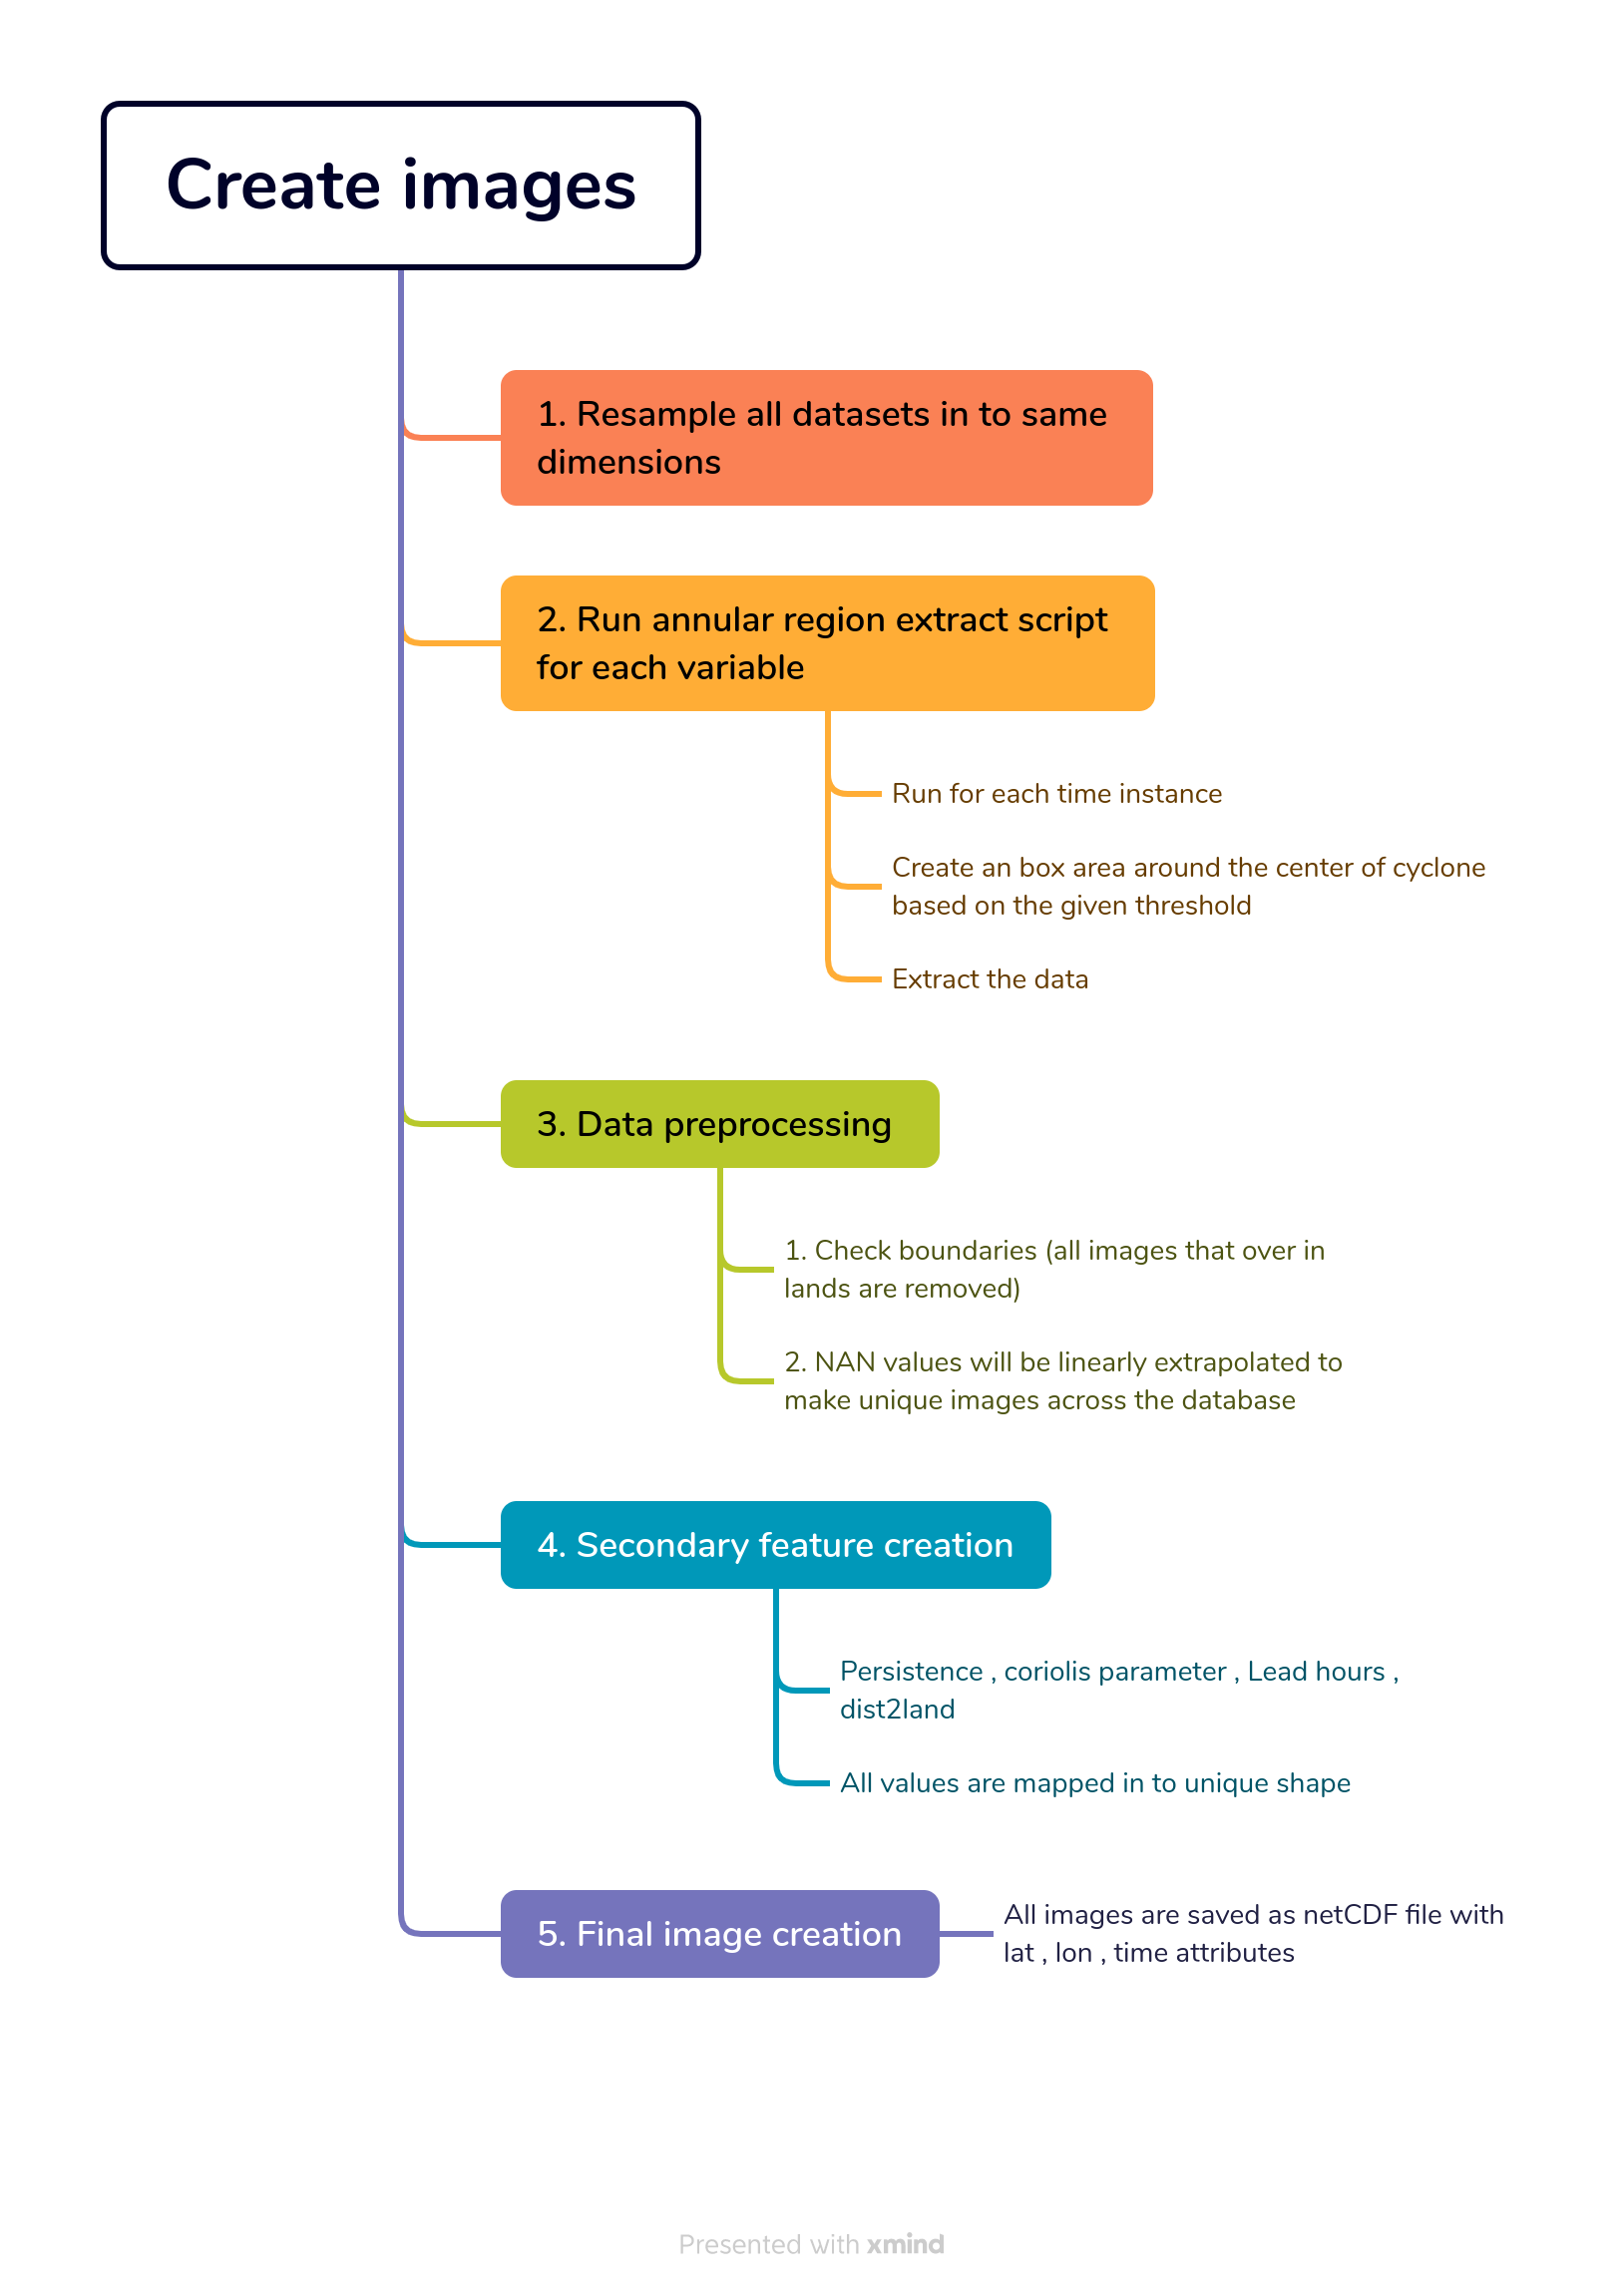 Create images
1. Resample all datasets in to same
dimensions
2. Run annular region extract script
for each variable
Run for each time instance
Create an box area around the center of cyclone
based on the given threshold
Extract the data
3. Data preprocessing
1. Check boundaries (all images that over in
lands are removed)
2. NAN values will be linearly extrapolated to
make unique images across the database
4. Secondary feature creation
Persistence , coriolis parameter , Lead hours ,
dist2land
All values are mapped in to unique shape
5. Final image creation
All images are saved as netCDF file with
lat , lon , time attributes
Presented with xmind